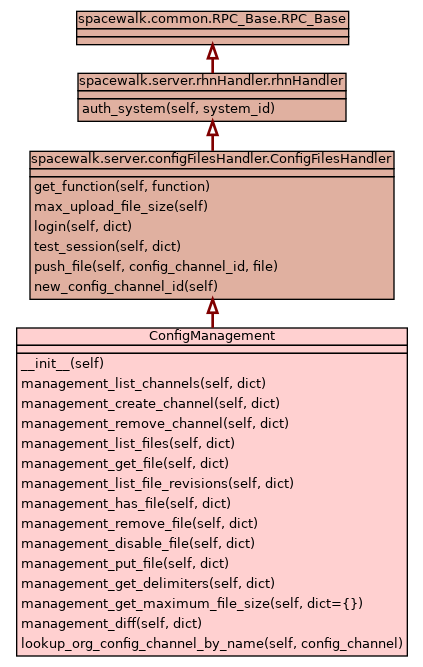 spacewalk.common.RPC_Base.RPC_Base
spacewalk.server.rhnHandler.rhnHandler
auth_system(self, system_id)
spacewalk.server.configFilesHandler.ConfigFilesHandler
get_function(self, function)
max_upload_file_size(self)
login(self, dict)
test_session(self, dict)
push_file(self, config_channel_id, file)
new_config_channel_id(self)
ConfigManagement
__init__(self)
management_list_channels(self, dict)
management_create_channel(self, dict)
management_remove_channel(self, dict)
management_list_files(self, dict)
management_get_file(self, dict)
management_list_file_revisions(self, dict)
management_has_file(self, dict)
management_remove_file(self, dict)
management_disable_file(self, dict)
management_put_file(self, dict)
management_get_delimiters(self, dict)
management_get_maximum_file_size(self, dict={})
management_diff(self, dict)
lookup_org_config_channel_by_name(self, config_channel)